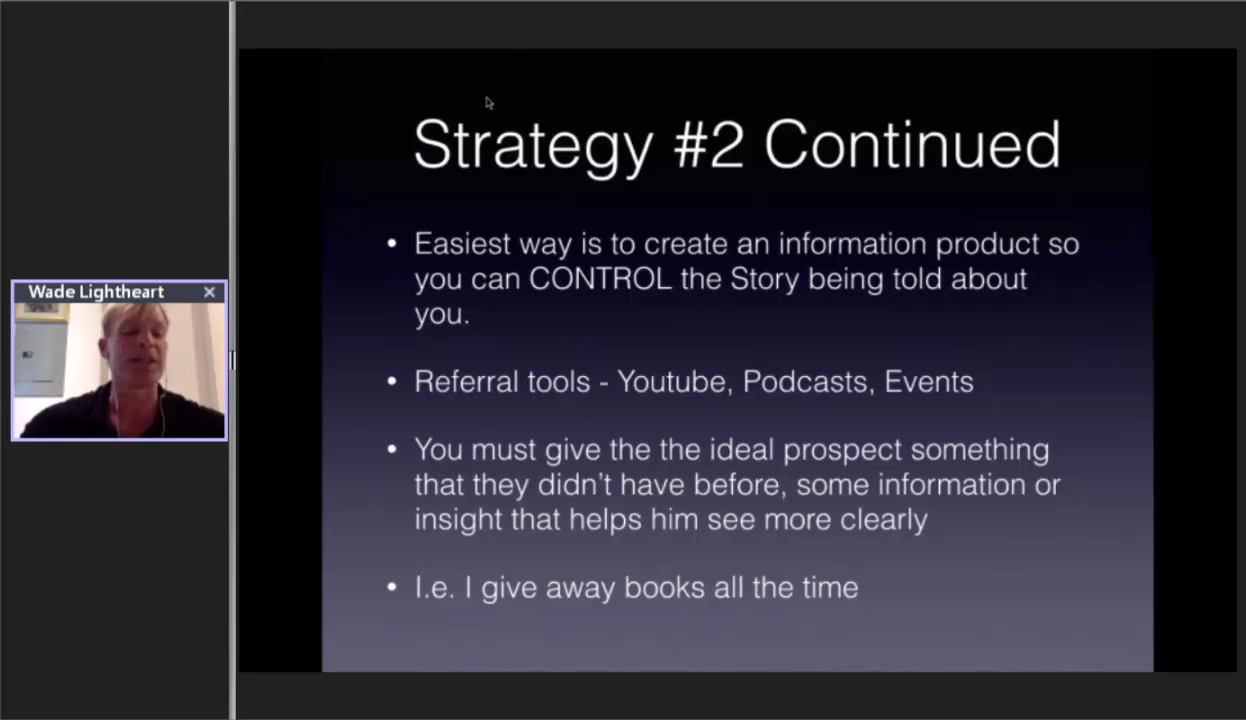 Wade Lightheart
Strategy #2 Continued
• Easiest way is to create an information product so
you can CONTROL the Story being told about
you.
• Referral tools - Youtube, Podcasts, Events
• You must give the the ideal prospect something
that they didn't have before, some information or
insight that helps him see more clearly
• I.e. I give away books all the time